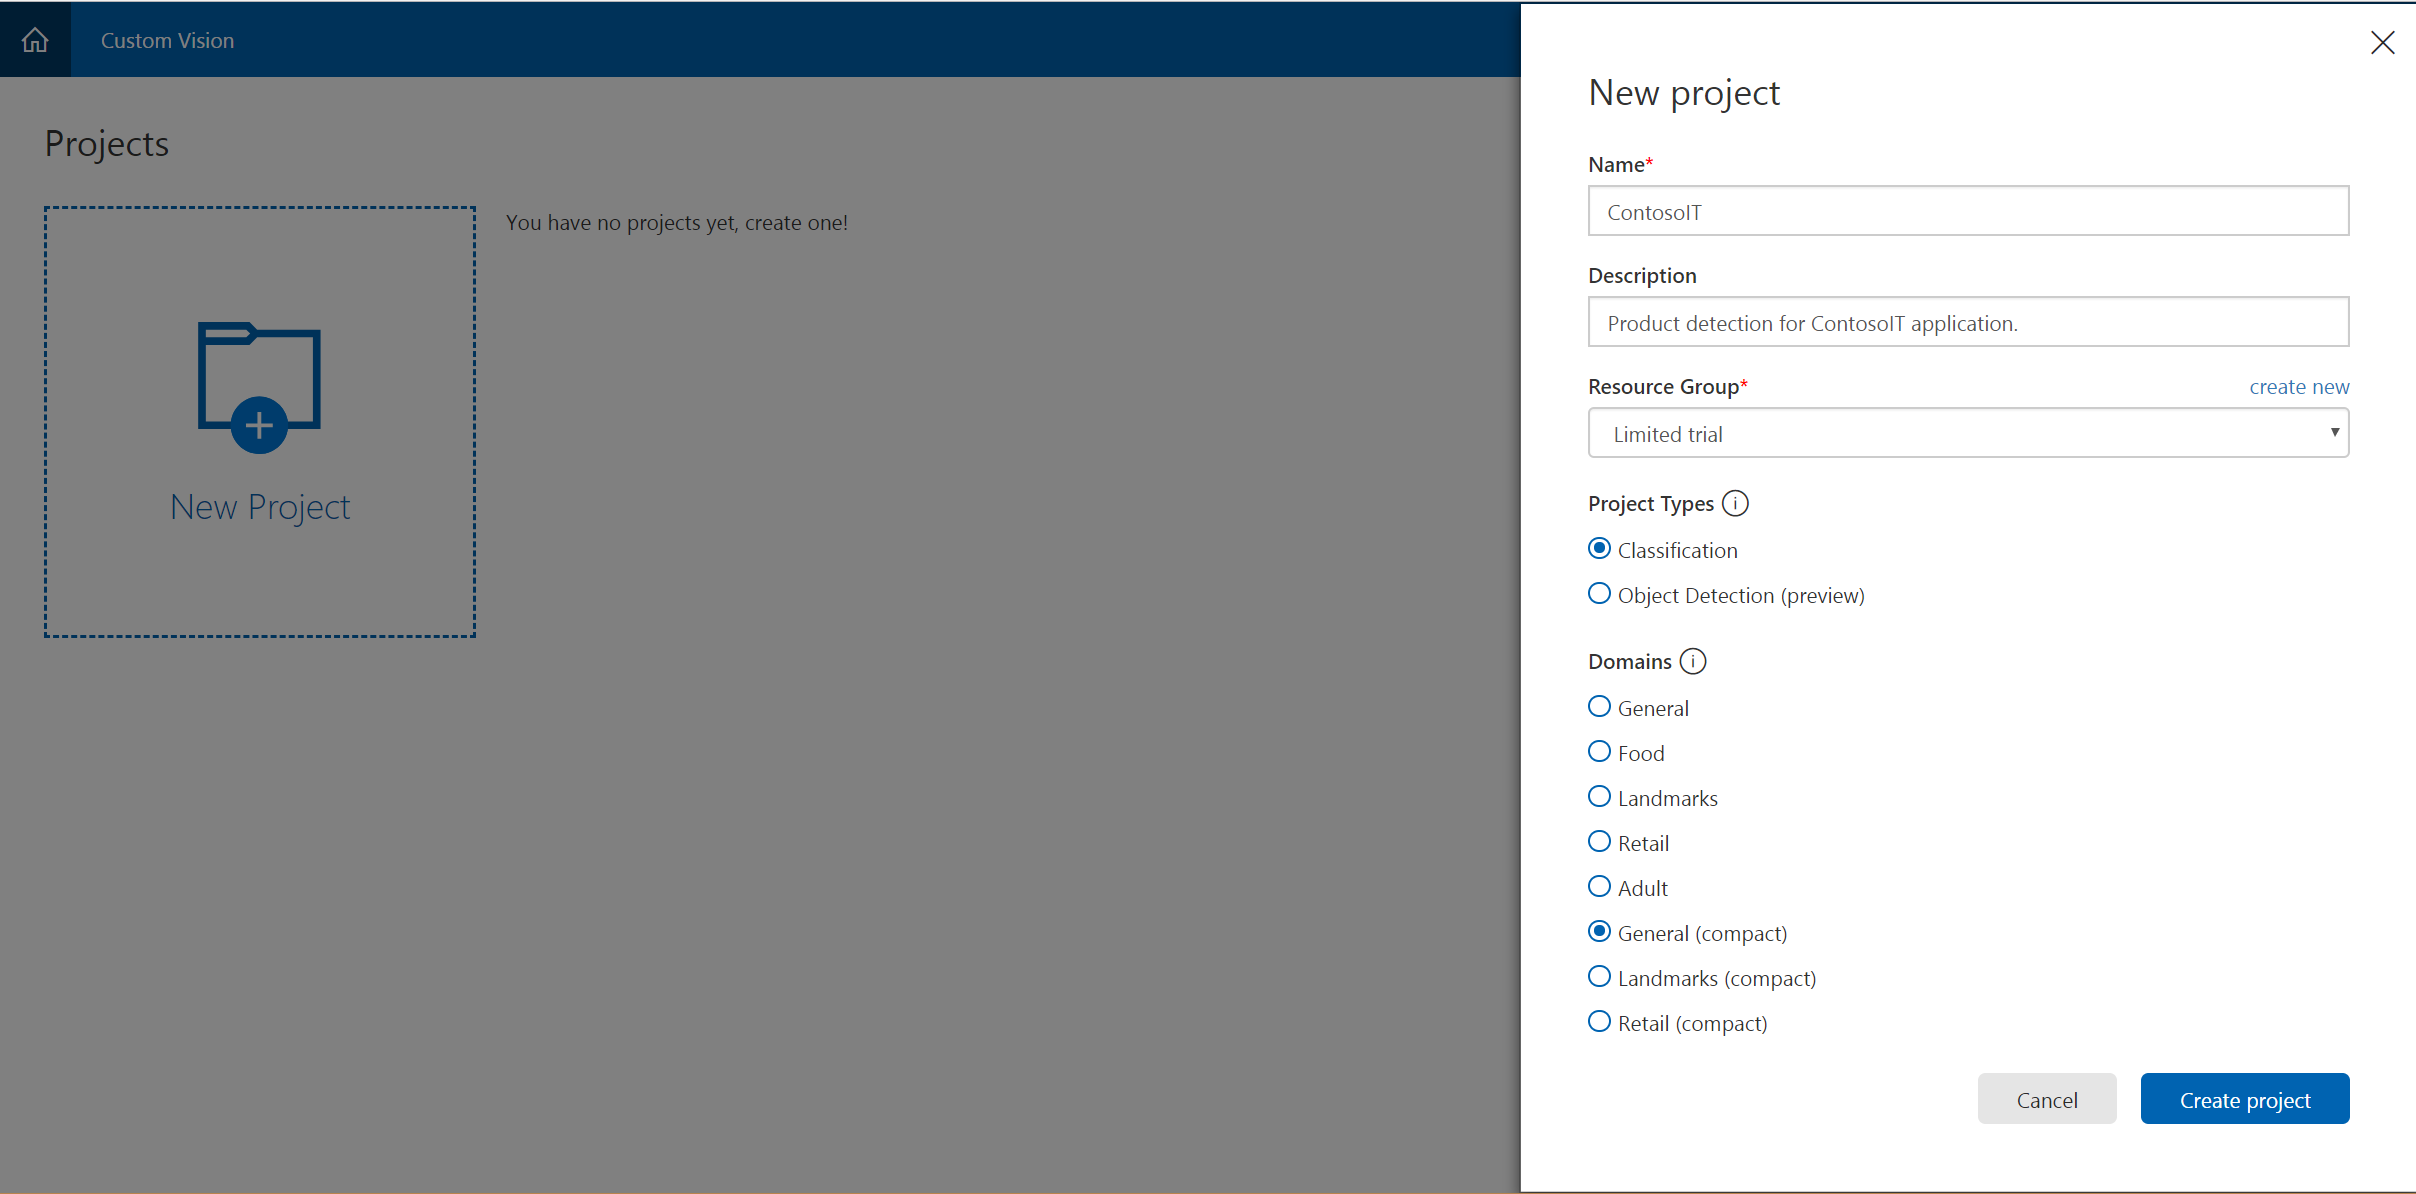 Custom Vision
Projects
You have no projects yet, create one!
New Project
New project
Name*
ContosoIT
Description
Product detection for ContosoIT application.
Resource Group* create new
Limited trial
Project Types
Classification
Object Detection (preview)
Domains
General
Food
Landmarks
Retail
Adult
General (compact)
Landmarks (compact)
Retail (compact)
Cancel Create project